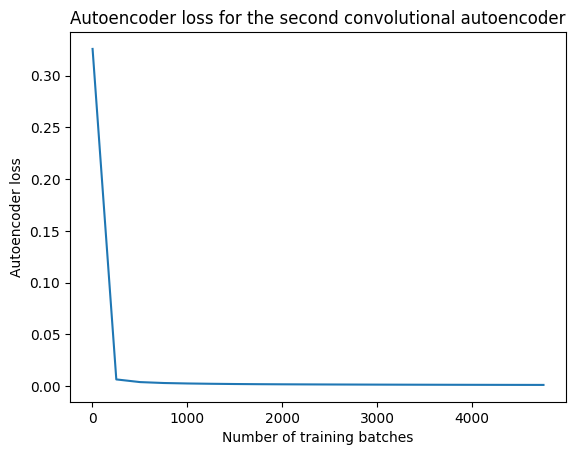 Autoencoder loss for the second convolutional autoencoder
0.30
0.25
0.20
0.15
0.10
0.05
0.00
Autoencoder loss
0 1000 2000 3000 4000
Number of training batches